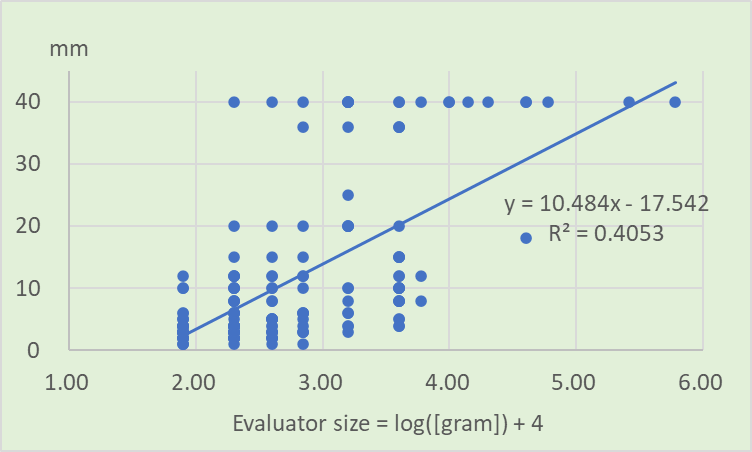 mm
40
30
20
10
0
y = 10.484x - 17.542
R² = 0.4053
1.00 2.00 3.00 4.00 5.00 6.00
Evaluator size = log([gram]) + 4